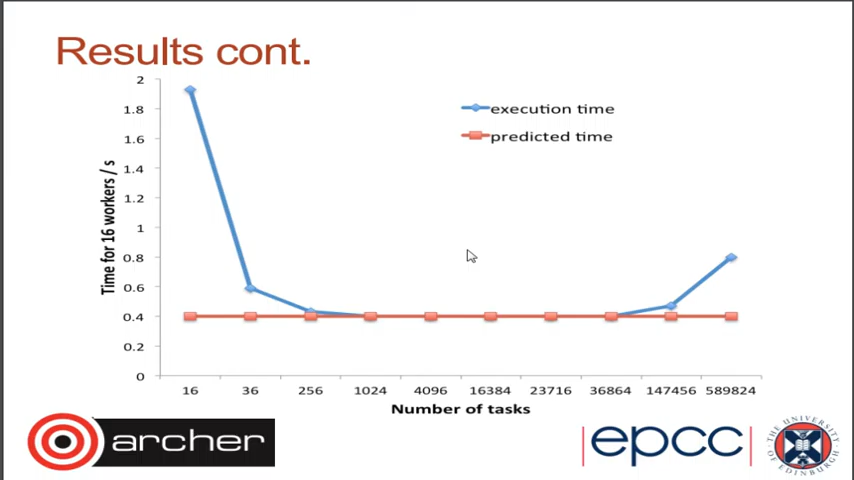 Results cont.
2
1.8
1.6
1.4
1.2
1
0.8
0.6
0.4
0.2
0
Time for 16 workers / s
execution time
predicted time
16 36 256 1024 4096 16384 23716 36864 147456 589824
Number of tasks
archer
epcc
THE UNIVERSITY OF EDINBURGH